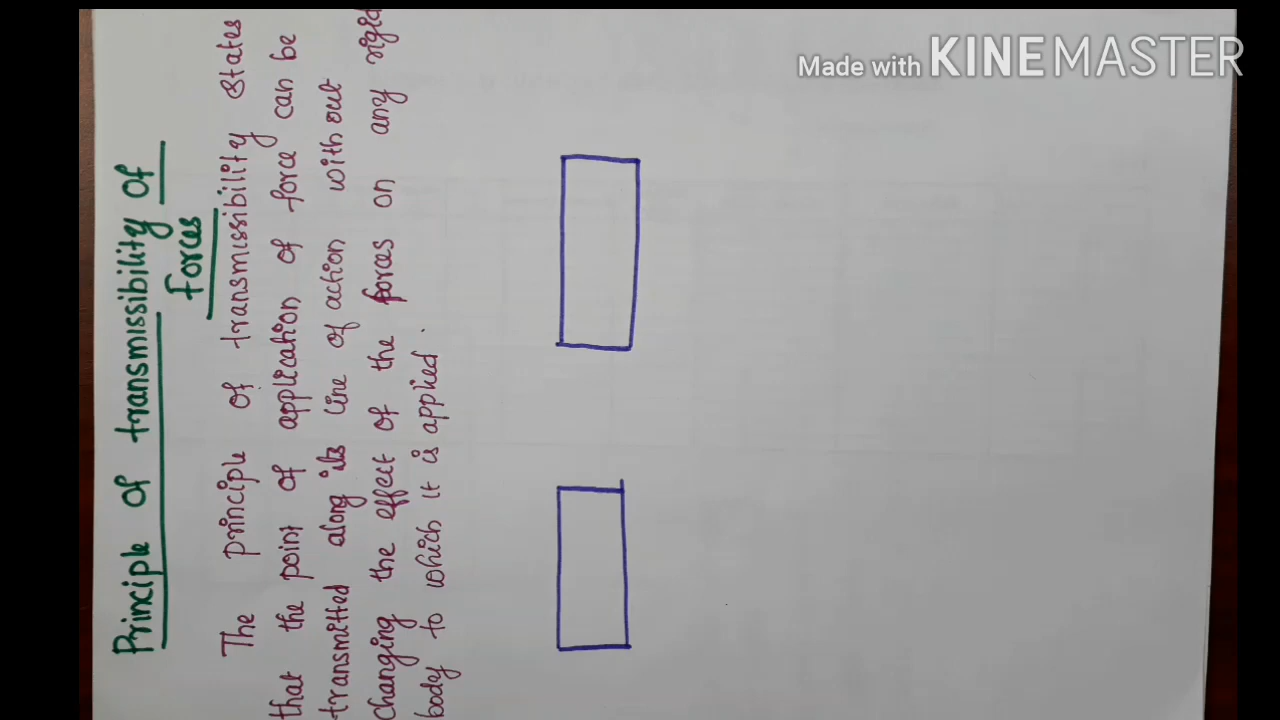 Made with KINEMASTER
Principle of transmissibility of
forces
The principle of transmissibility states
that the point of application of force can be
transmitted along its line of action with out
changing the effect of the forces on any rigid
body to which it is applied.